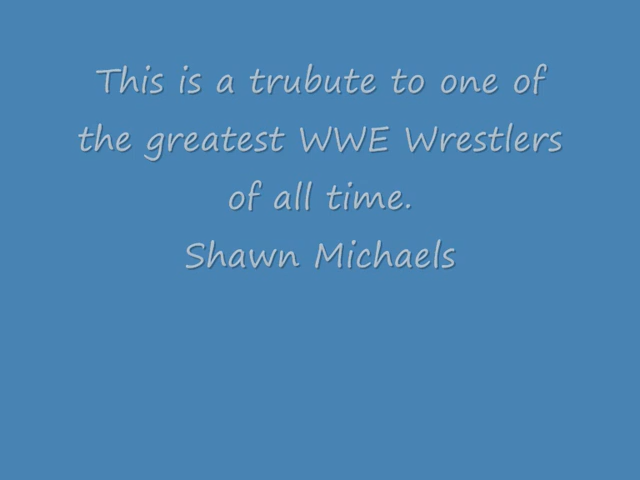 This is a trubute to one of
the greatest WWE Wrestlers
of all time.
Shawn Michaels